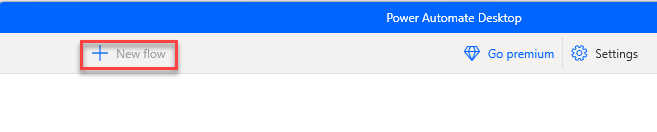 Power Automate Desktop
New flow Go premium Settings